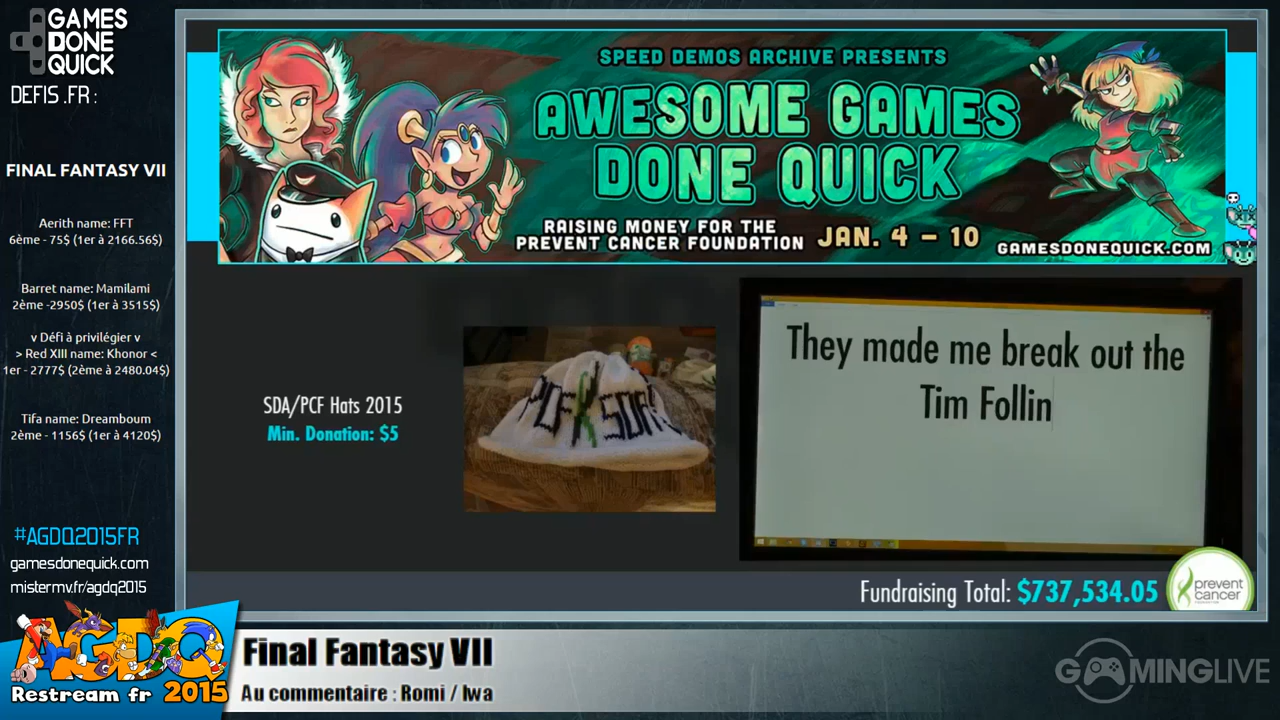 GAMES
DONE
QUICK
DEFIS .FR :
FINAL FANTASY VII
Aerith name: FFT
6ème - 75$ (1er à 2166.56$)
Barret name: Mamilami
2ème -2950$ (1er à 3515$)
v Défi à privilégier v
> Red XIII name: Khonor <
1er - 2777$ (2ème à 2480.04$)
Tifa name: Dreamboum
2ème - 1156$ (1er à 4120$)
#AGDQ2015FR
gamesdonequick.com
mistermv.fr/agdq2015
AGDQ
Restream fr 2015
SPEED DEMOS ARCHIVE PRESENTS
AWESOME GAMES
DONE QUICK
RAISING MONEY FOR THE
PREVENT CANCER FOUNDATION
JAN. 4 – 10
GAMESDONEQUICK.COM
SDA/PCF Hats 2015
Min. Donation: $5
They made me break out the
Tim Follin
Fundraising Total: $737,534.05
prevent
cancer
Final Fantasy VII
Au commentaire : Romi / Iwa
GAMINGLIVE